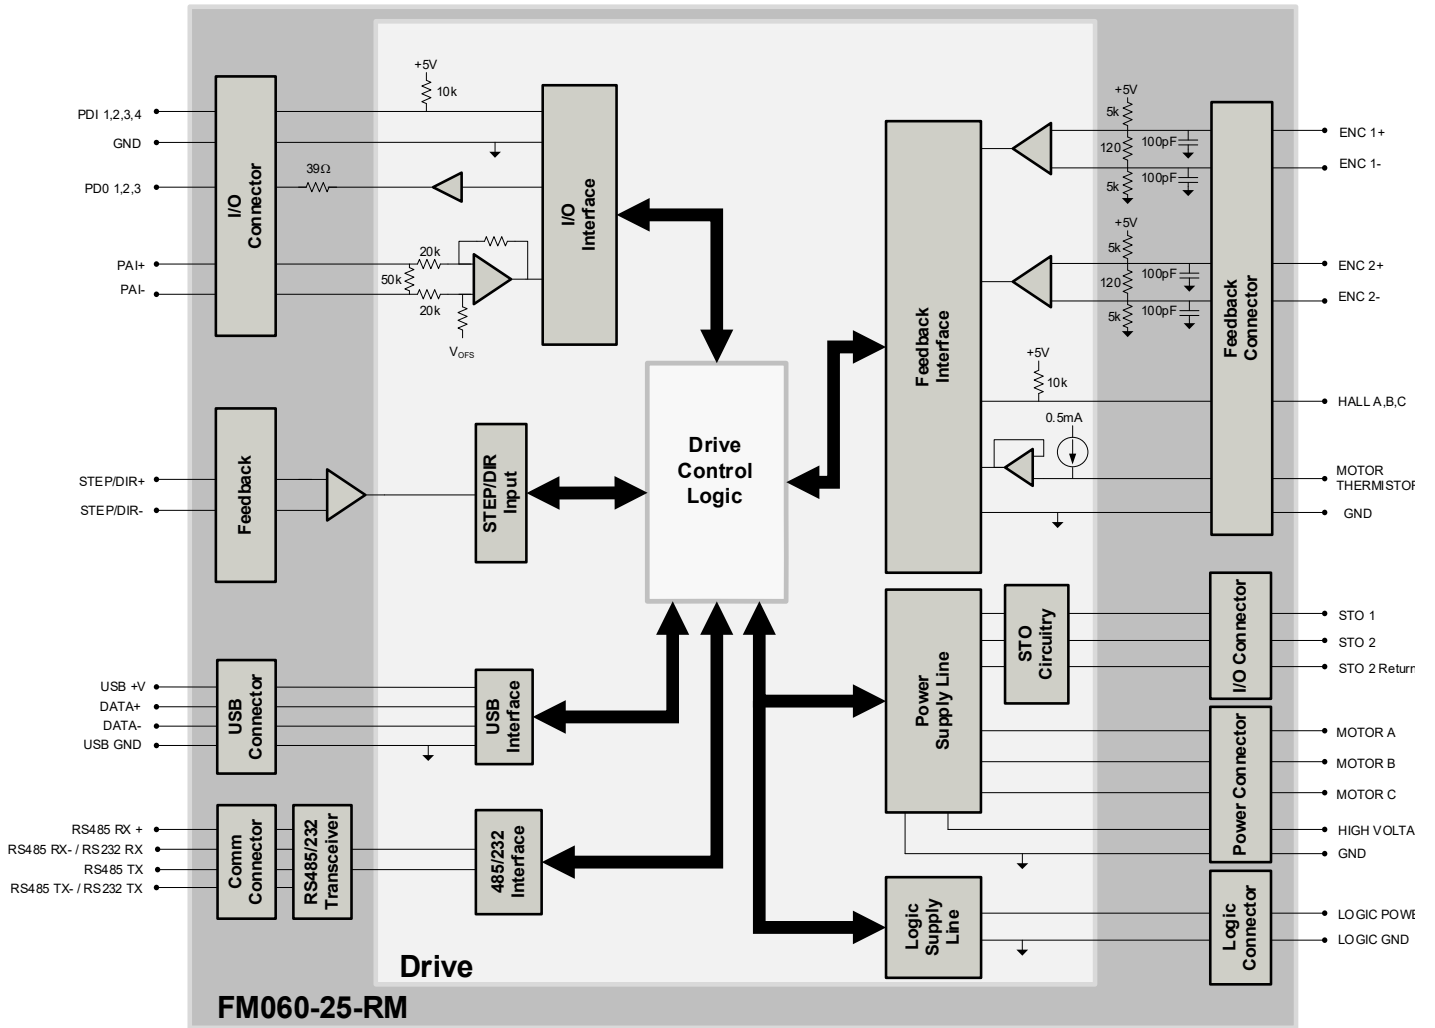 +5V
10k
PDI 1,2,3,4
GND
39Ω
PD0 1,2,3
PAI+
PAI-
20k
50k
20k
VOFS
I/O
Connector
I/O
Interface
STEP/DIR+
STEP/DIR-
Feedback
STEP/DIR
Input
Drive
Control
Logic
USB +V
DATA+
DATA-
USB GND
USB
Connector
USB
Interface
RS485 RX +
RS485 RX- / RS232 RX
RS485 TX
RS485 TX- / RS232 TX
Comm
Connector
RS485/232
Transceiver
485/232
Interface
Feedback
Interface
+5V
5k
120
5k
100pF
100pF
+5V
5k
120
5k
100pF
100pF
+5V
10k
0.5mA
Feedback
Connector
ENC 1+
ENC 1-
ENC 2+
ENC 2-
HALL A,B,C
MOTOR
THERMISTOR
GND
Power
Supply Line
STO
Circuitry
I/O Connector
STO 1
STO 2
STO 2 Return
Power Connector
MOTOR A
MOTOR B
MOTOR C
HIGH VOLTA
GND
Logic
Supply
Line
Logic
Connector
LOGIC POWE
LOGIC GND
Drive
FM060-25-RM